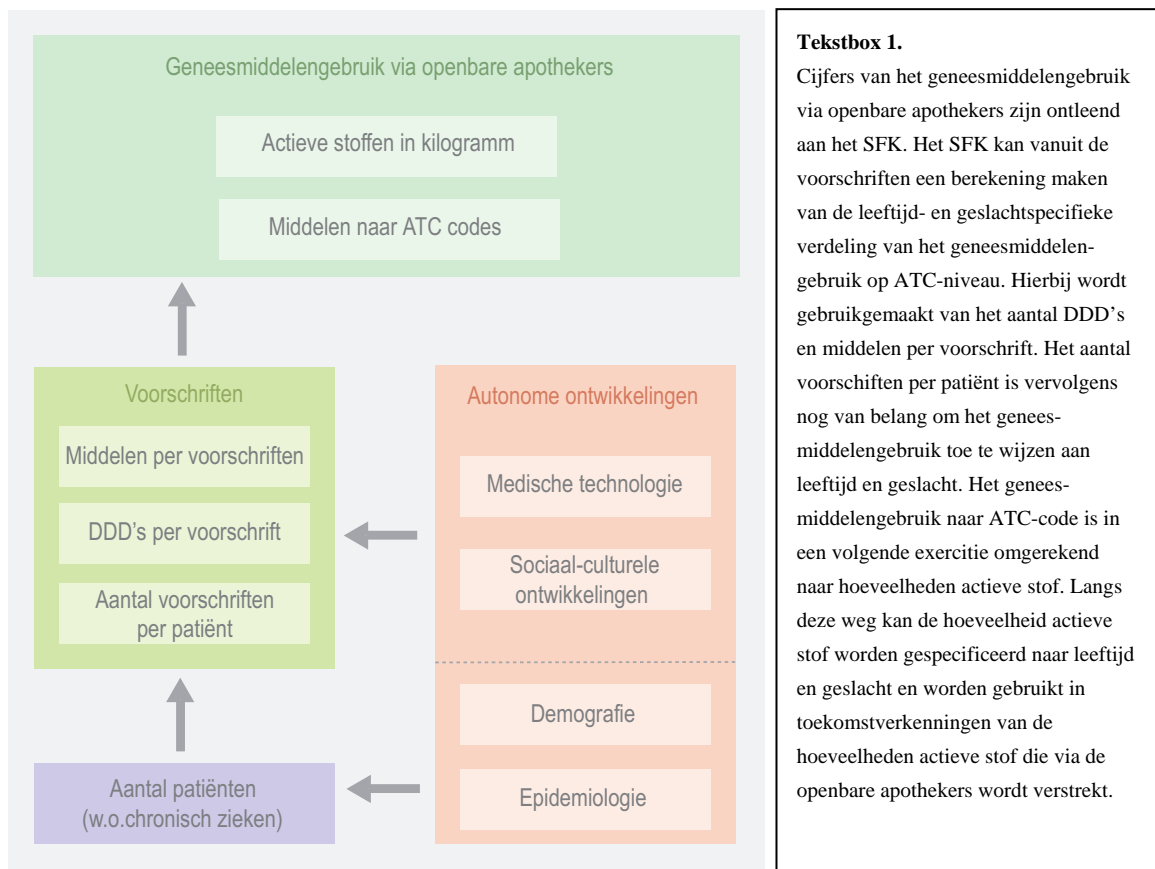 Geneesmiddelengebruik via openbare apothekers
Actieve stoffen in kilogramm
Middelen naar ATC codes
Voorschriften
Middelen per voorschriften
DDD's per voorschrift
Aantal voorschriften
per patiënt
Autonome ontwikkelingen
Medische technologie
Sociaal-culturele
ontwikkelingen
Demografie
Epidemiologie
Aantal patiënten
(w.o.chronisch zieken)
Tekstbox 1.
Cijfers van het geneesmiddelengebruik
via openbare apothekers zijn ontleend
aan het SFK. Het SFK kan vanuit de
voorschriften een berekening maken
van de leeftijd- en geslachtspecifieke
verdeling van het geneesmiddelen-
gebruik op ATC-niveau. Hierbij wordt
gebruikgemaakt van het aantal DDD’s
en middelen per voorschrift. Het aantal
voorschiften per patiënt is vervolgens
nog van belang om het genees-
middelengebruik toe te wijzen aan
leeftijd en geslacht. Het genees-
middelengebruik naar ATC-code is in
een volgende exercitie omgerekend
naar hoeveelheden actieve stof. Langs
deze weg kan de hoeveelheid actieve
stof worden gespecificeerd naar leeftijd
en geslacht en worden gebruikt in
toekomstverkenningen van de
hoeveelheden actieve stof die via de
openbare apothekers wordt verstrekt.